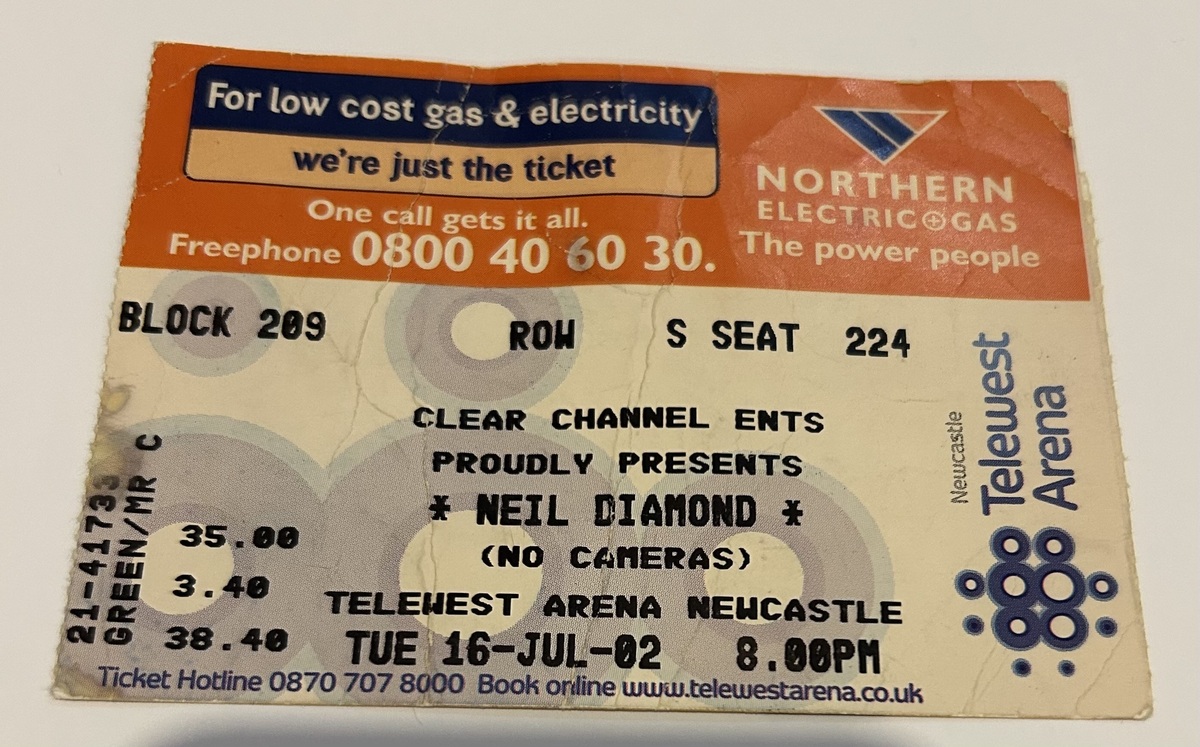 For low cost gas & electricity
we're just the ticket
One call gets it all.
Freephone 0800 40 60 30.
NORTHERN
ELECTRIC GAS
The power people
BLOCK 209 ROW S SEAT 224
CLEAR CHANNEL ENTS
PROUDLY PRESENTS
* NEIL DIAMOND *
(NO CAMERAS)
TELEWEST ARENA NEWCASTLE
TUE 16-JUL-02 8.00PM
35.00
3.40
38.40
21-41733
GREEN/MR C
Newcastle
Telewest
Arena
Ticket Hotline 0870 707 8000 Book online www.telewestarena.co.uk